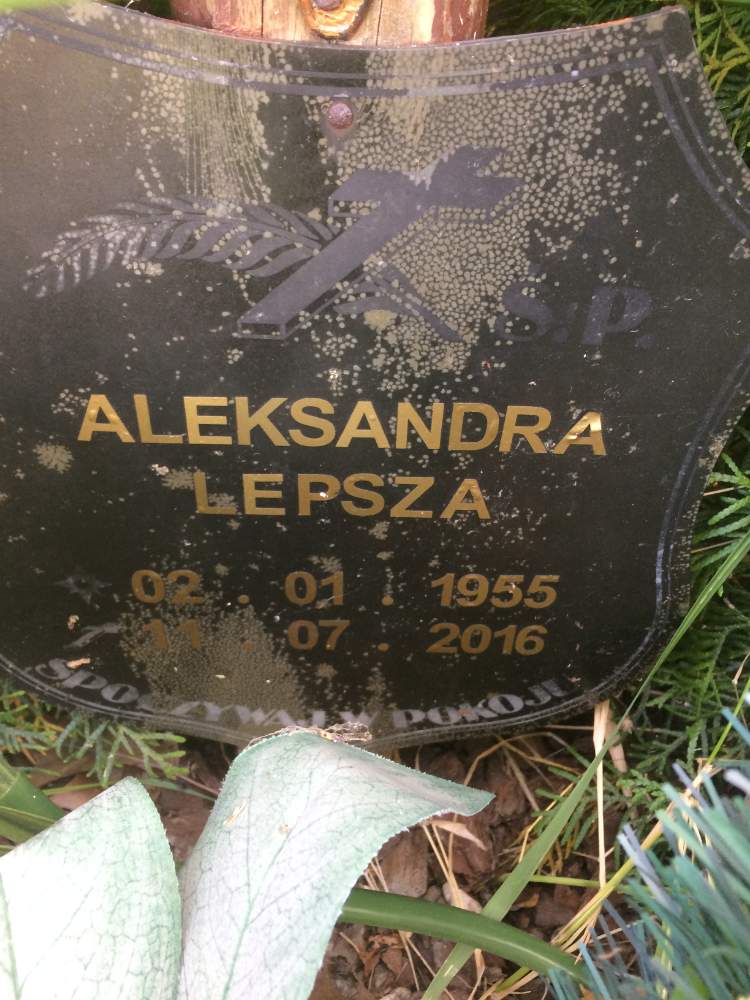 Ś.P.
ALEKSANDRA
LEPSZA
02.01.1955
11.07.2016
SPOCZYWAJ W POKOJU